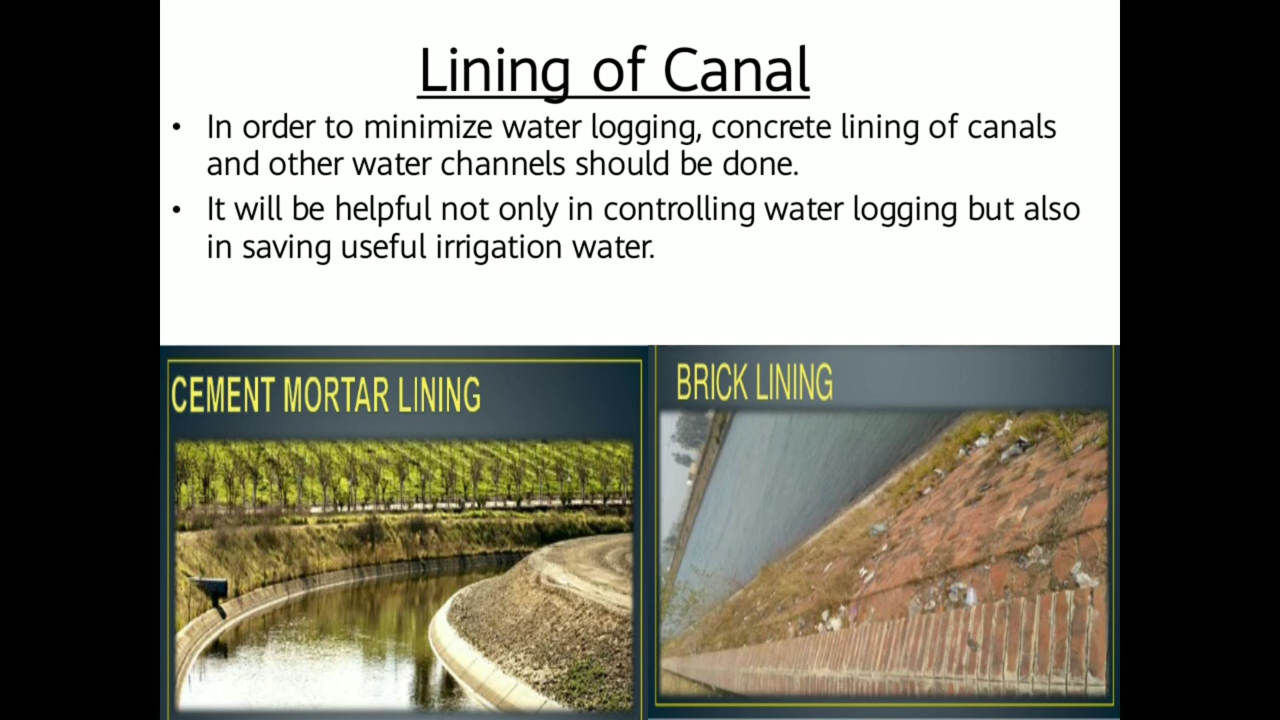 Lining of Canal
• In order to minimize water logging, concrete lining of canals
and other water channels should be done.
• It will be helpful not only in controlling water logging but also
in saving useful irrigation water.
CEMENT MORTAR LINING
BRICK LINING